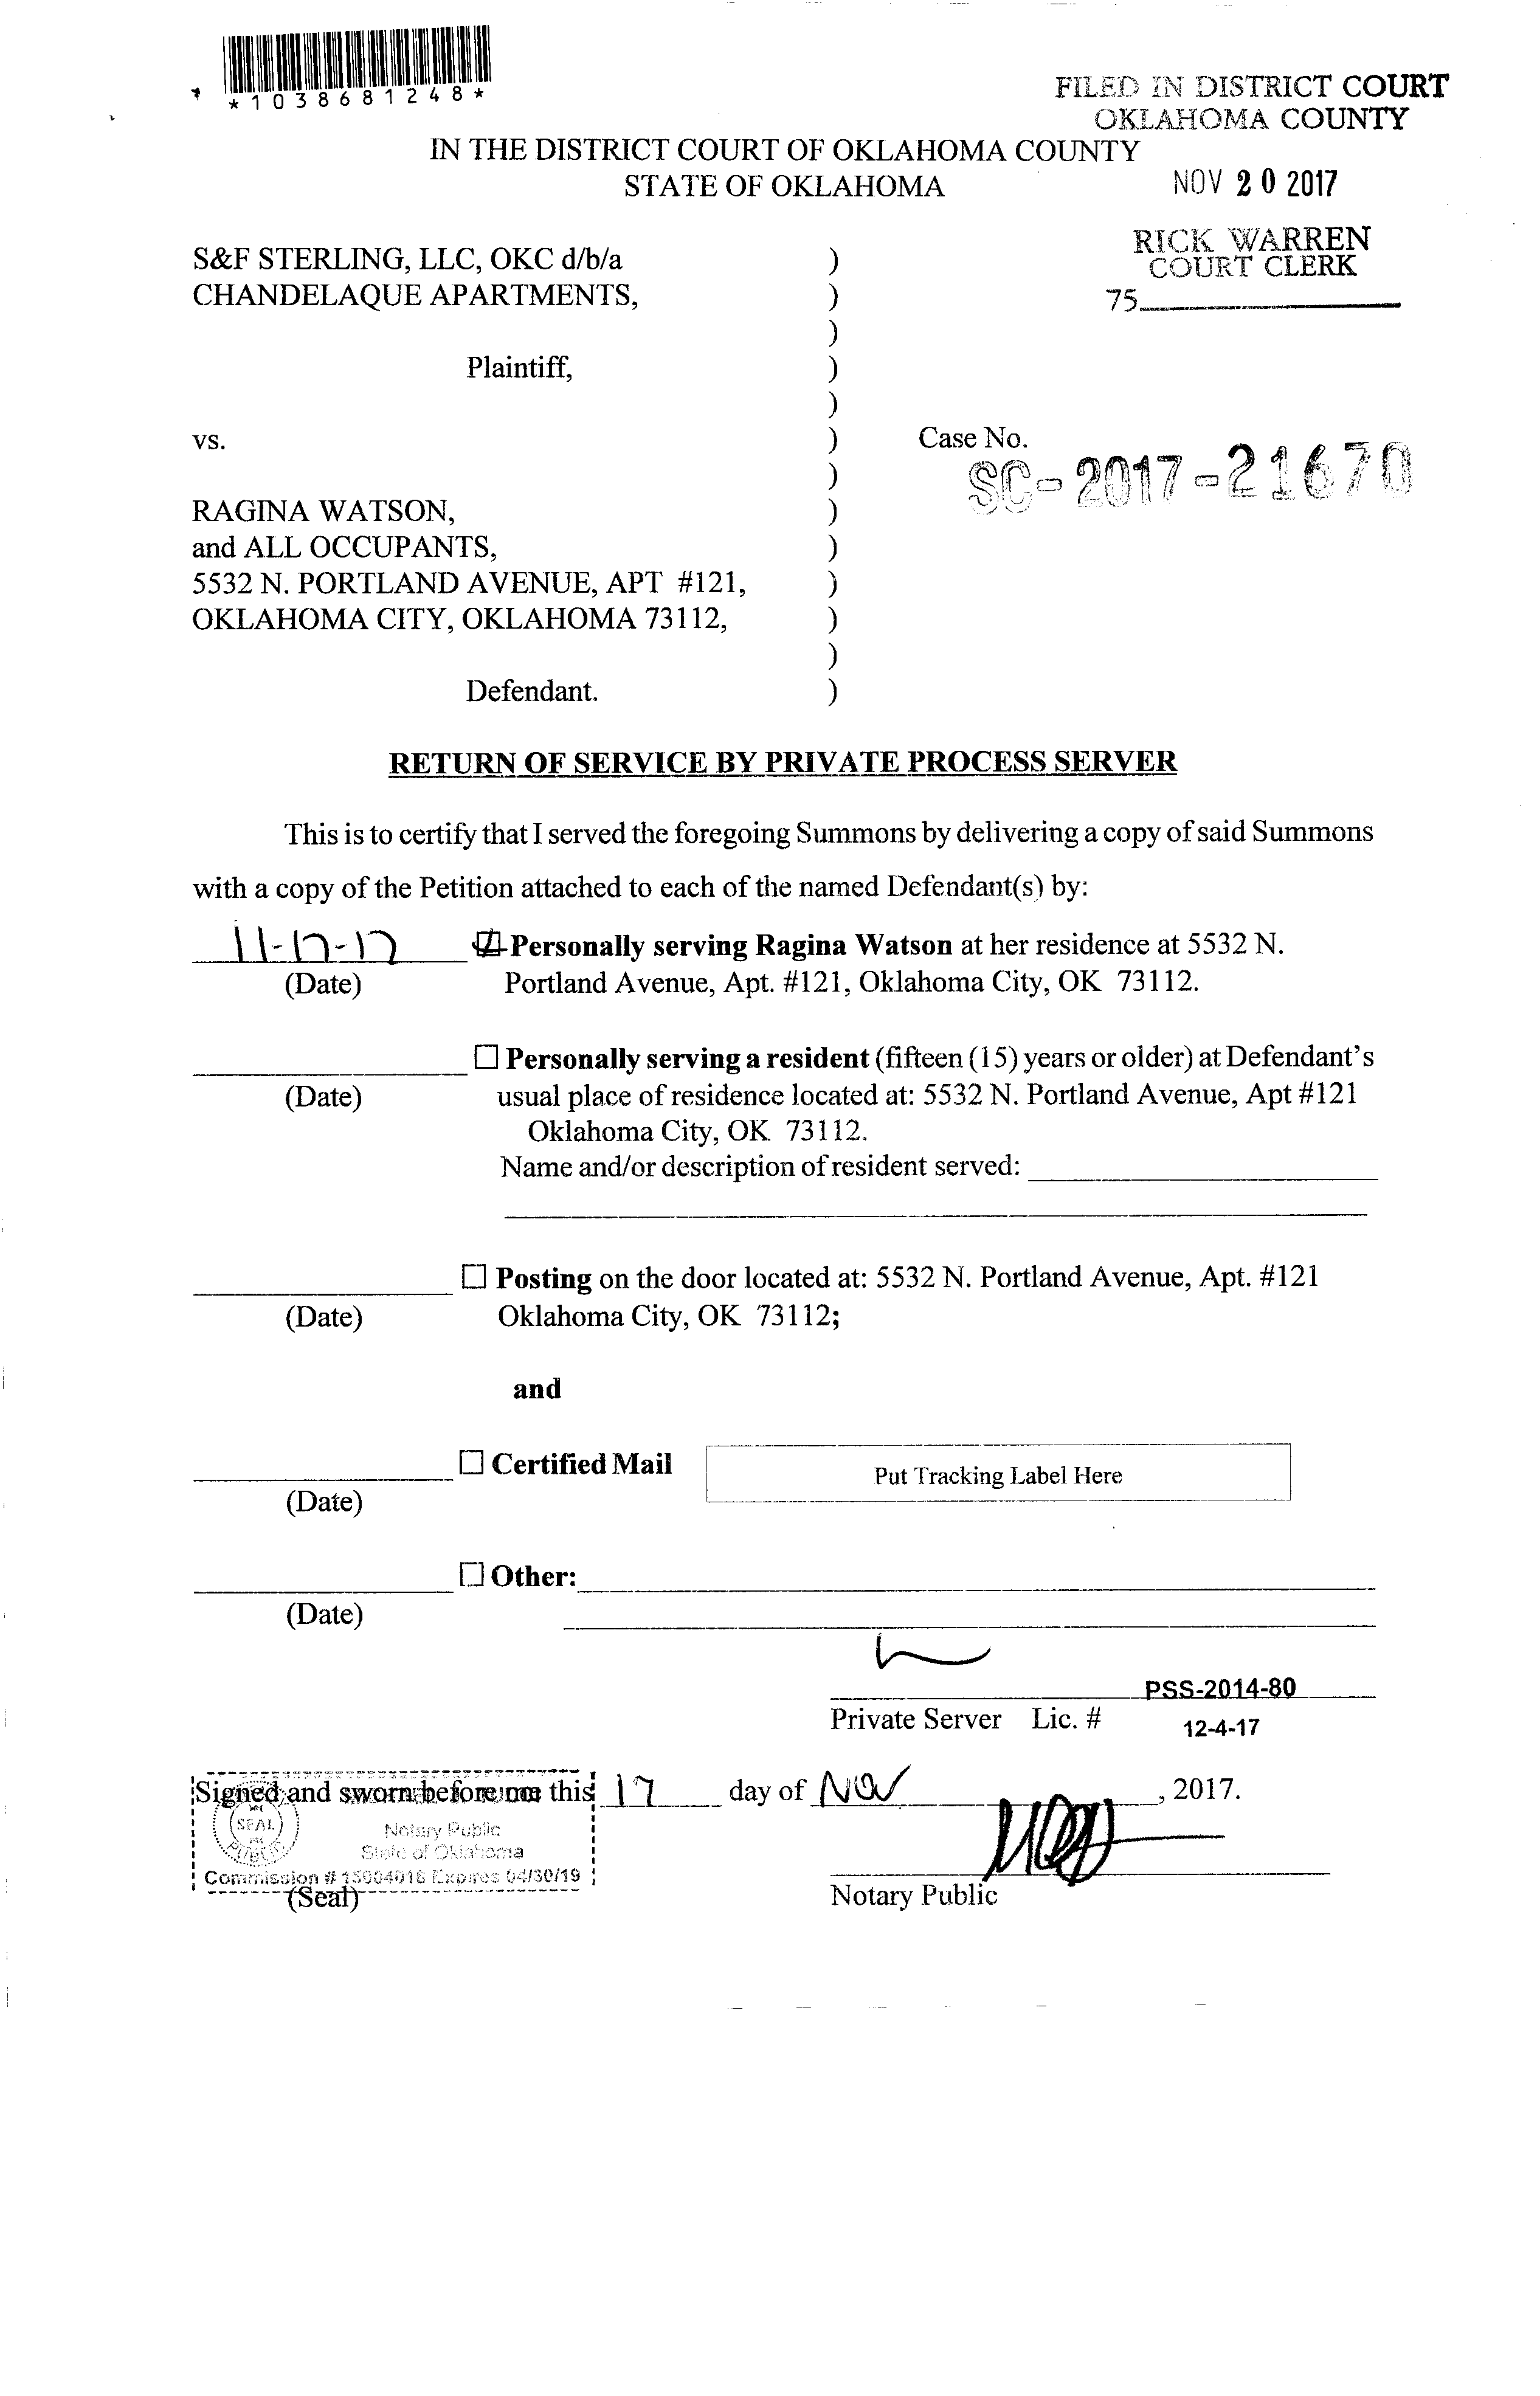 *1038681248*
FILED IN DISTRICT COURT
OKLAHOMA COUNTY
IN THE DISTRICT COURT OF OKLAHOMA COUNTY
STATE OF OKLAHOMA
NOV 20 2017
RICK WARREN
COURT CLERK
75
S&F STERLING, LLC, OKC d/b/a )
CHANDELAQUE APARTMENTS, )
)
Plaintiff, )
)
vs. ) Case No.
) SC-2017-21670
RAGINA WATSON, )
and ALL OCCUPANTS, )
5532 N. PORTLAND AVENUE, APT #121, )
OKLAHOMA CITY, OKLAHOMA 73112, )
)
Defendant. )
RETURN OF SERVICE BY PRIVATE PROCESS SERVER
This is to certify that I served the foregoing Summons by delivering a copy of said Summons
with a copy of the Petition attached to each of the named Defendant(s) by:
11-17-17 ☑ Personally serving Ragina Watson at her residence at 5532 N.
(Date) Portland Avenue, Apt. #121, Oklahoma City, OK 73112.
☐ Personally serving a resident (fifteen (15) years or older) at Defendant's
(Date) usual place of residence located at: 5532 N. Portland Avenue, Apt #121
Oklahoma City, OK 73112.
Name and/or description of resident served:
☐ Posting on the door located at: 5532 N. Portland Avenue, Apt. #121
(Date) Oklahoma City, OK 73112;
and
☐ Certified Mail Put Tracking Label Here
(Date)
☐ Other:
(Date)
PSS-2014-80
Private Server Lic. # 12-4-17
Signed and sworn before me this 17 day of Nov, 2017.
SEAL
PUBLIC
Notary Public
State of Oklahoma
Commission # 15004016 Expires 04/30/19
(Seal) Notary Public